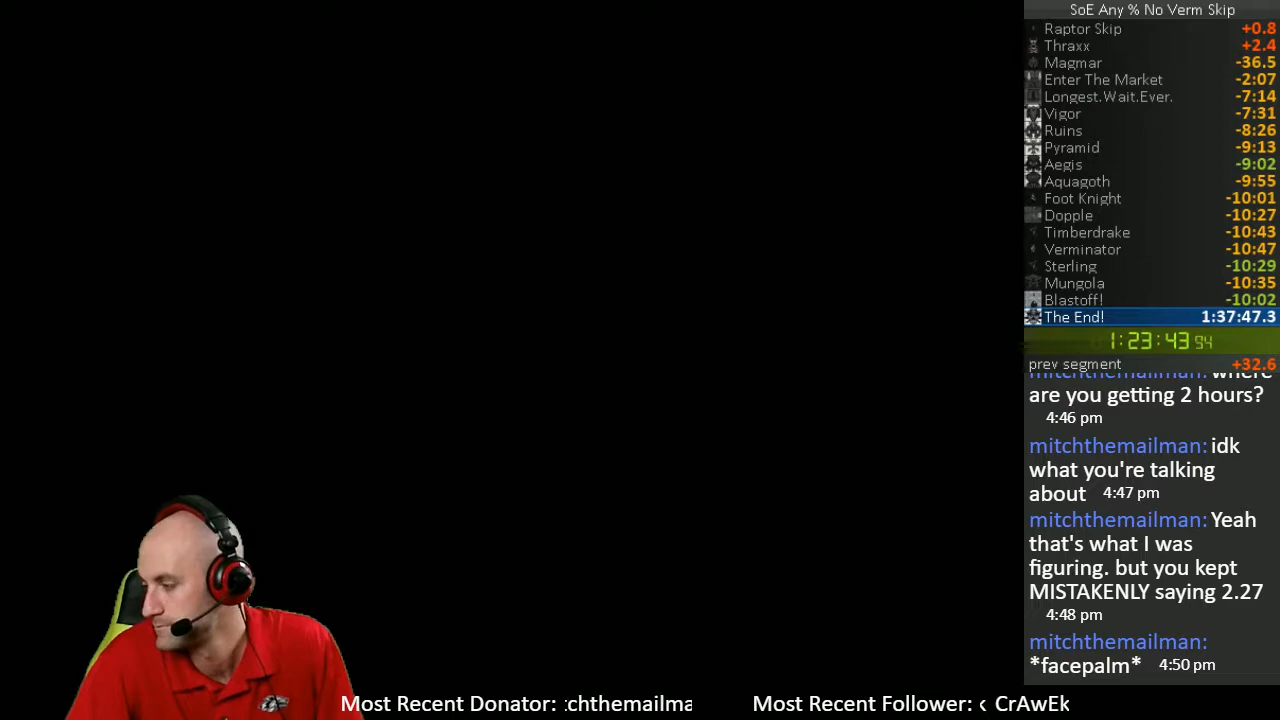 SoE Any % No Verm Skip
Raptor Skip +0.8
Thraxx +2.4
Magmar -36.5
Enter The Market -2:07
Longest.Wait.Ever. -7:14
Vigor -7:31
Ruins -8:26
Pyramid -9:13
Aegis -9:02
Aquagoth -9:55
Foot Knight -10:01
Dopple -10:27
Timberdrake -10:43
Verminator -10:47
Sterling -10:29
Mungola -10:35
Blastoff! -10:02
The End! 1:37:47.3
1:23:43 94
prev segment +32.6
mitchthemailman: where
are you getting 2 hours?
4:46 pm
mitchthemailman: idk
what you're talking
about 4:47 pm
mitchthemailman: Yeah
that's what I was
figuring. but you kept
MISTAKENLY saying 2.27
4:48 pm
mitchthemailman:
*facepalm* 4:50 pm
Most Recent Donator: :chthemailma Most Recent Follower: CrAwEk